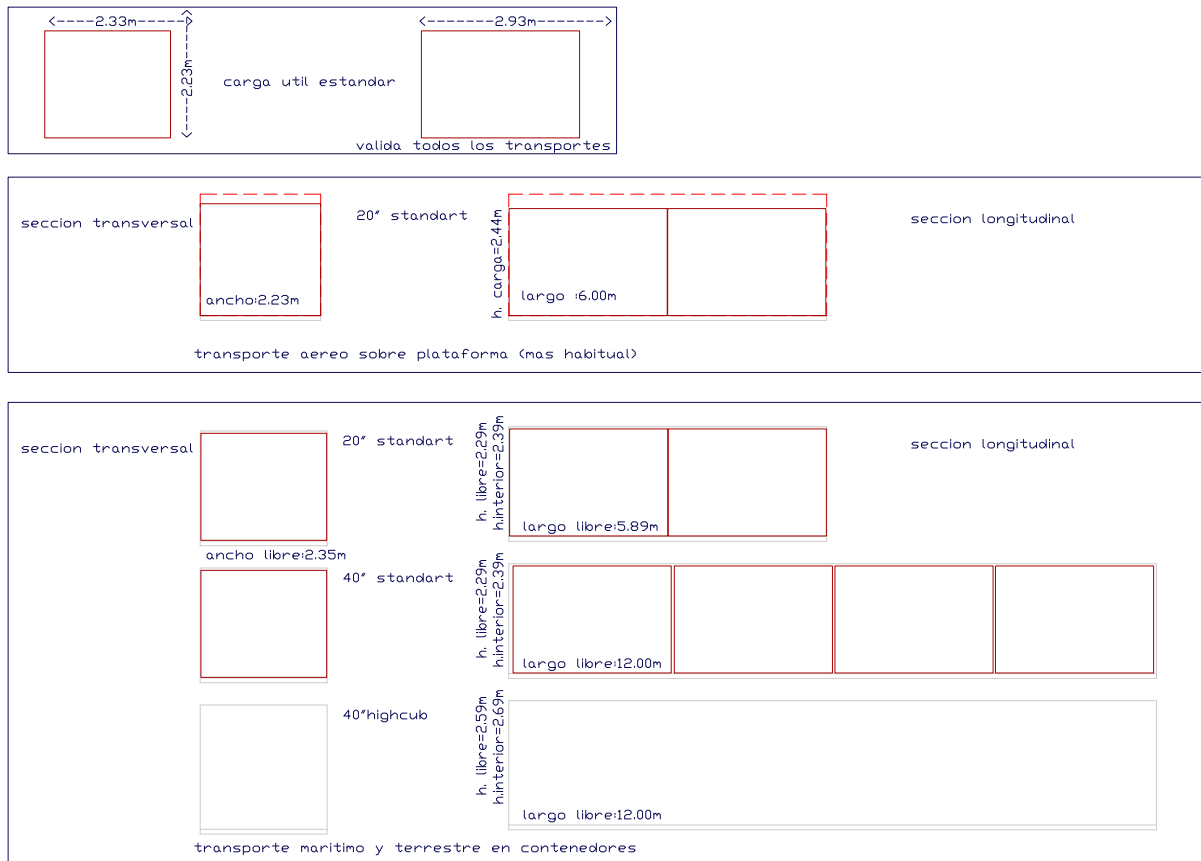 <----2.33m---->
<-----2.93m----->
<----2.23m---->
carga util estandar
valida todos los transportes
seccion transversal
20" standart
h. carga=2.44m
seccion longitudinal
ancho:2.23m
largo :6.00m
transporte aereo sobre plataforma (mas habitual)
seccion transversal
20" standart
h. libre=2.29m
h.interior=2.39m
seccion longitudinal
largo libre:5.89m
ancho libre:2.35m
40" standart
h. libre=2.29m
h.interior=2.39m
largo libre:12.00m
40"highcub
h. libre=2.59m
h.interior=2.69m
largo libre:12.00m
transporte maritimo y terrestre en contenedores